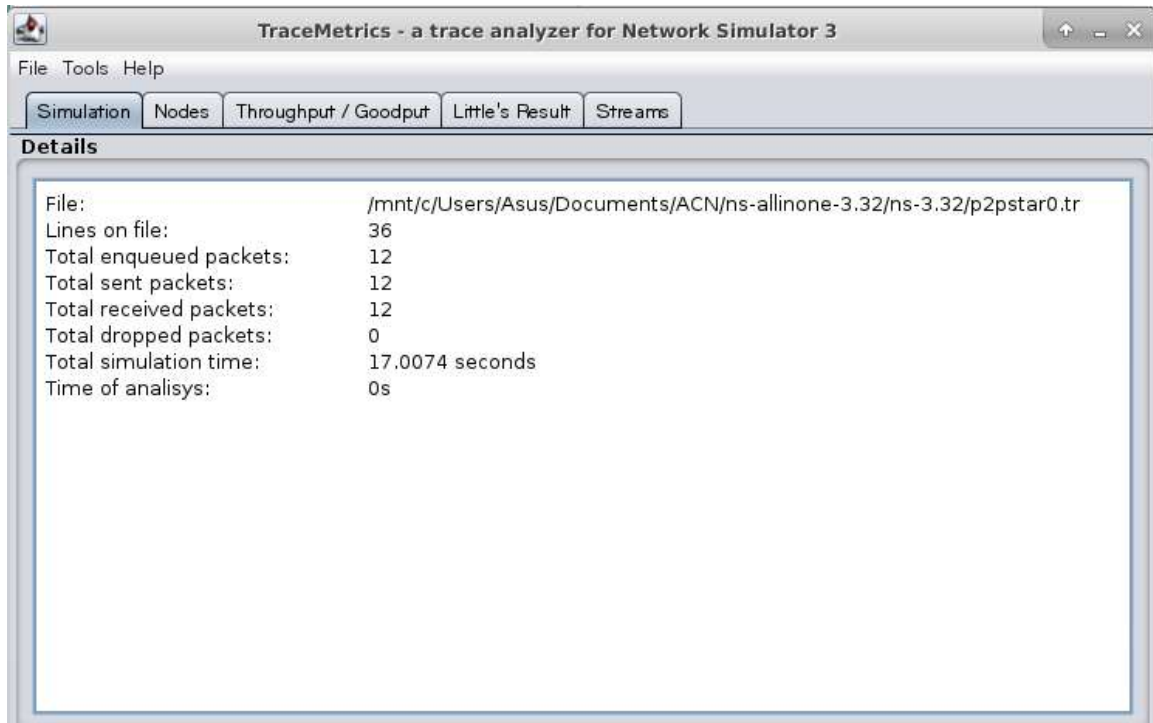 TraceMetrics - a trace analyzer for Network Simulator 3
File Tools Help
Simulation Nodes Throughput / Goodput Little's Result Streams
Details
File: /mnt/c/Users/Asus/Documents/ACN/ns-allinone-3.32/ns-3.32/p2pstar0.tr
Lines on file: 36
Total enqueued packets: 12
Total sent packets: 12
Total received packets: 12
Total dropped packets: 0
Total simulation time: 17.0074 seconds
Time of analisys: 0s